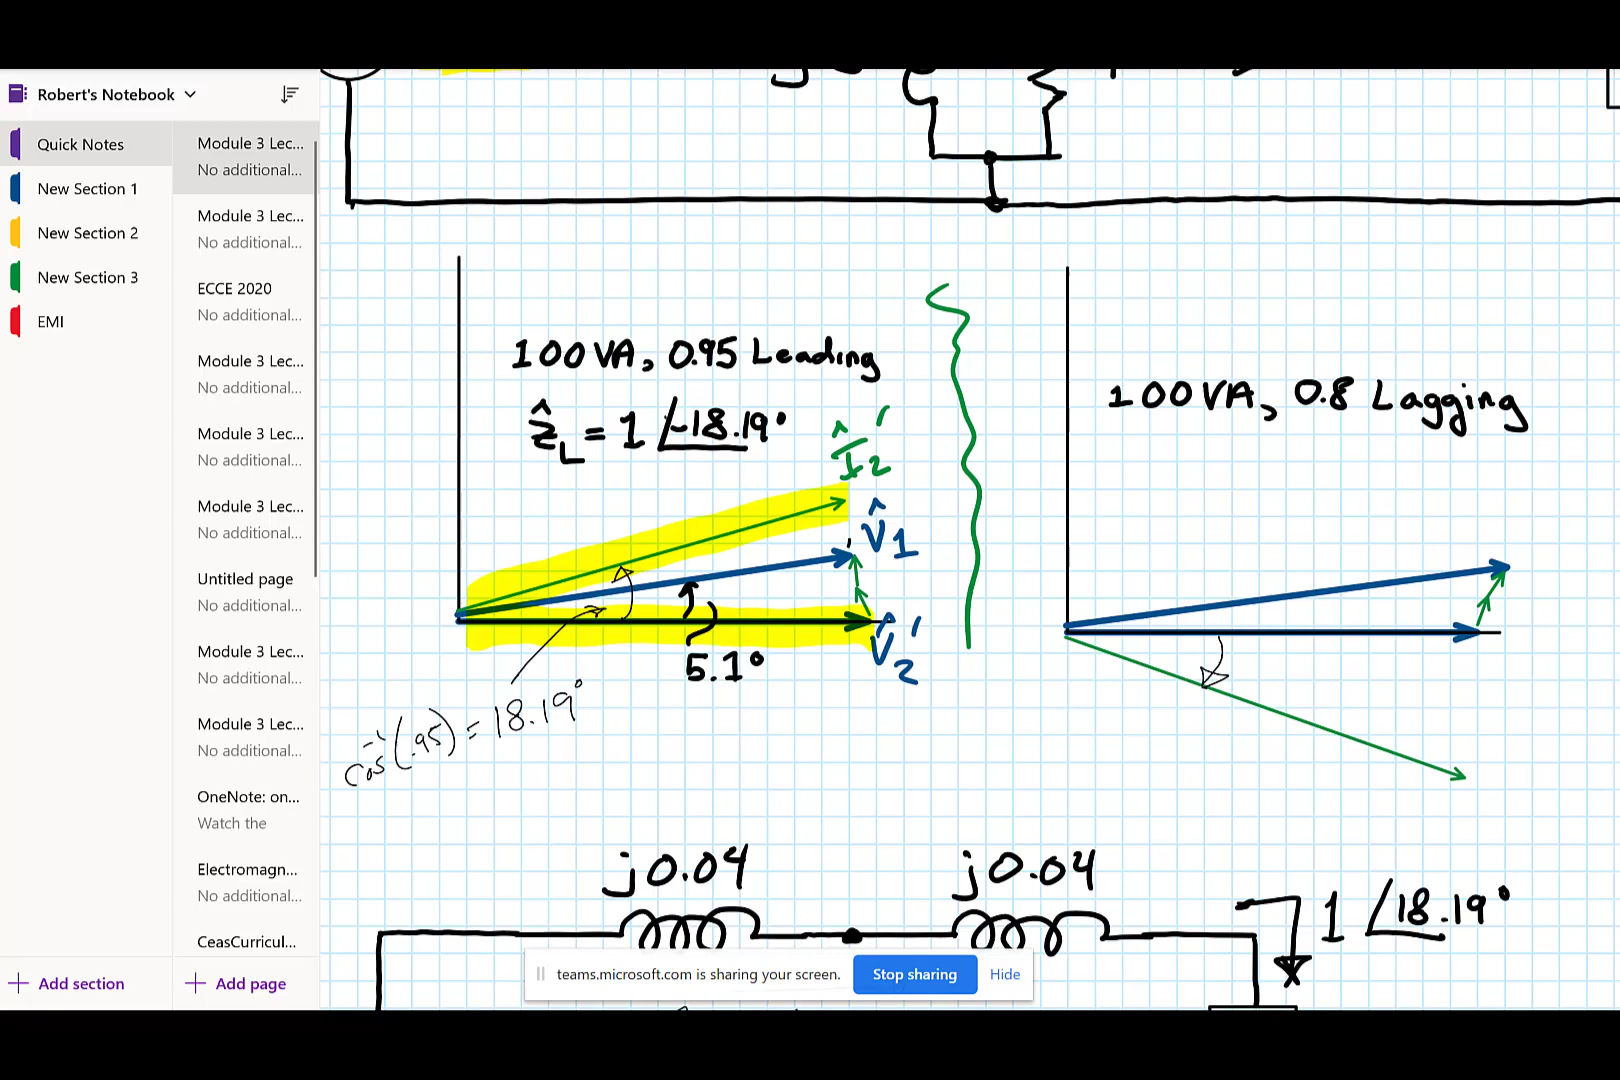 Robert's Notebook
Quick Notes
New Section 1
New Section 2
New Section 3
EMI
Module 3 Lec...
No additional...
Module 3 Lec...
No additional...
ECCE 2020
No additional...
Module 3 Lec...
No additional...
Module 3 Lec...
No additional...
Module 3 Lec...
No additional...
Untitled page
No additional...
Module 3 Lec...
No additional...
Module 3 Lec...
No additional...
OneNote: on...
Watch the
Electromagn...
No additional...
CeasCurricul...
Add section
Add page
100 VA, 0.95 Leading
ẑL = 1 ∠-18.19°
Î2'
V̂1
V̂2'
5.1°
cos⁻¹(.95) = 18.19°
100 VA, 0.8 Lagging
j0.04
j0.04
1 ∠18.19°
teams.microsoft.com is sharing your screen.
Stop sharing
Hide